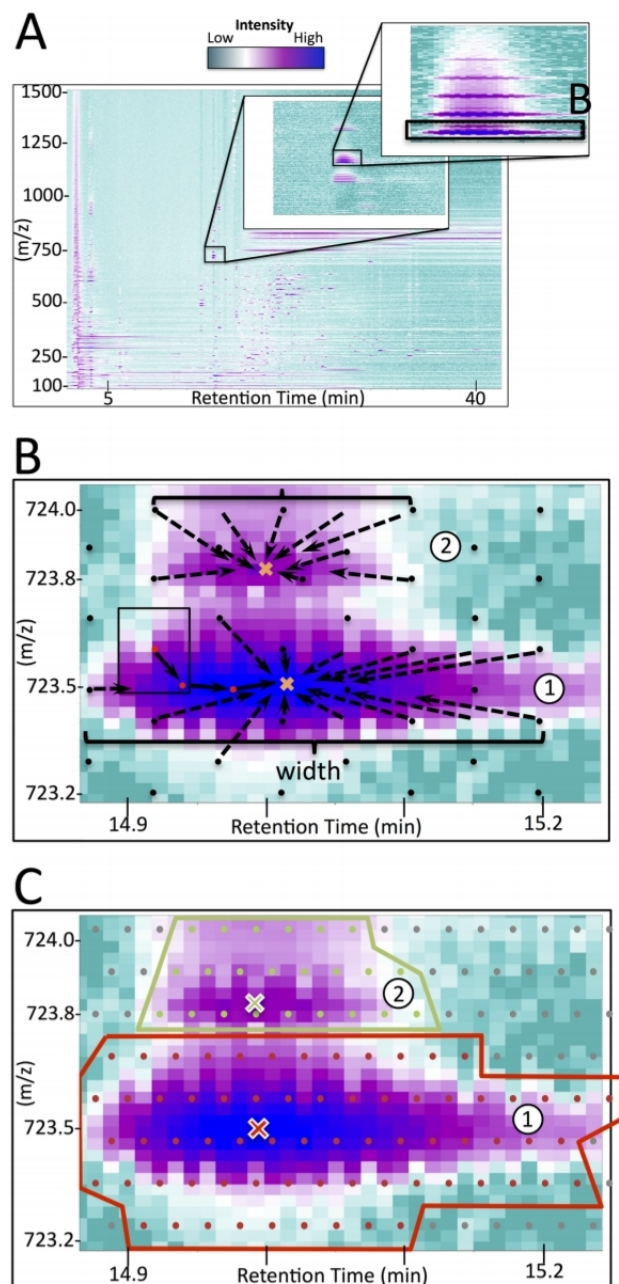 A
Intensity
Low High
B
1500
1250
1000
750
500
250
100
(m/z)
5 Retention Time (min) 40
B
724.0
723.8
723.5
723.2
(m/z)
2
1
width
14.9 Retention Time (min) 15.2
C
724.0
723.8
723.5
723.2
(m/z)
2
1
14.9 Retention Time (min) 15.2